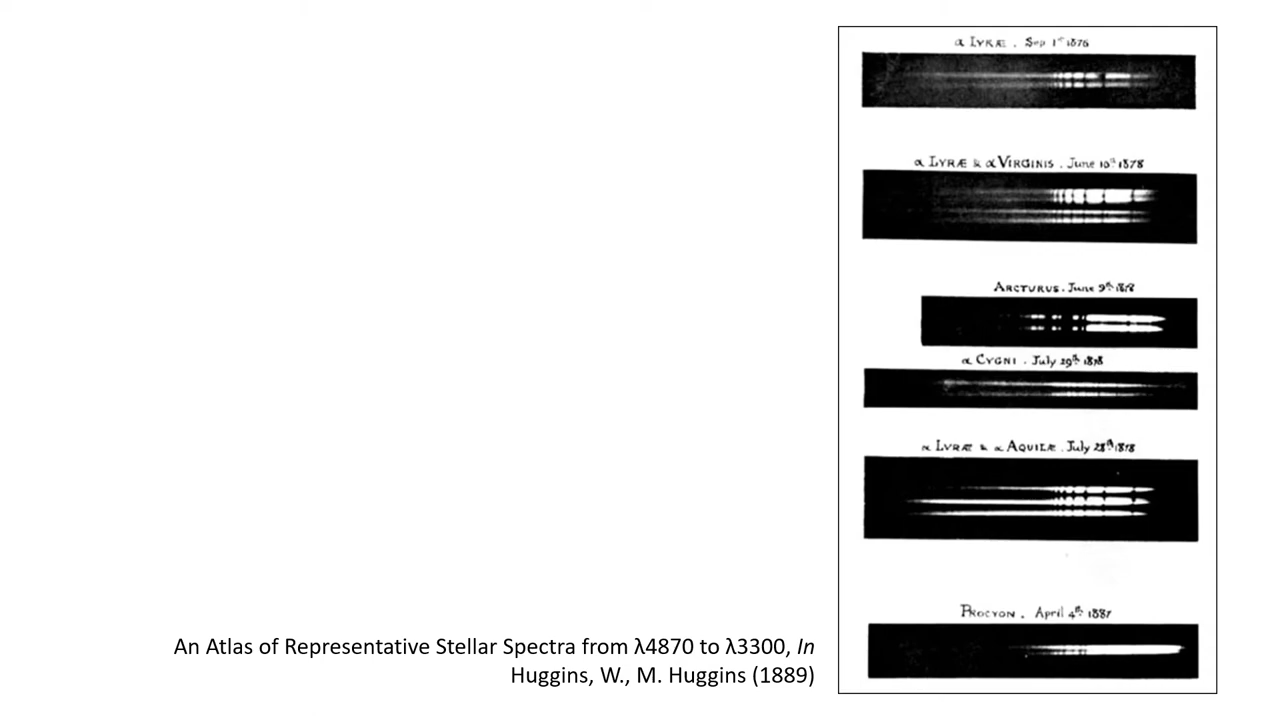 α LYRÆ . Sep 1st 1876
α LYRÆ & α VIRGINIS . June 10th 1878
ARCTURUS . June 9th 1878
α CYGNI . July 29th 1878
α LYRÆ & α AQUILÆ . July 28th 1878
PROCYON . April 4th 1887
An Atlas of Representative Stellar Spectra from λ4870 to λ3300, In
Huggins, W., M. Huggins (1889)